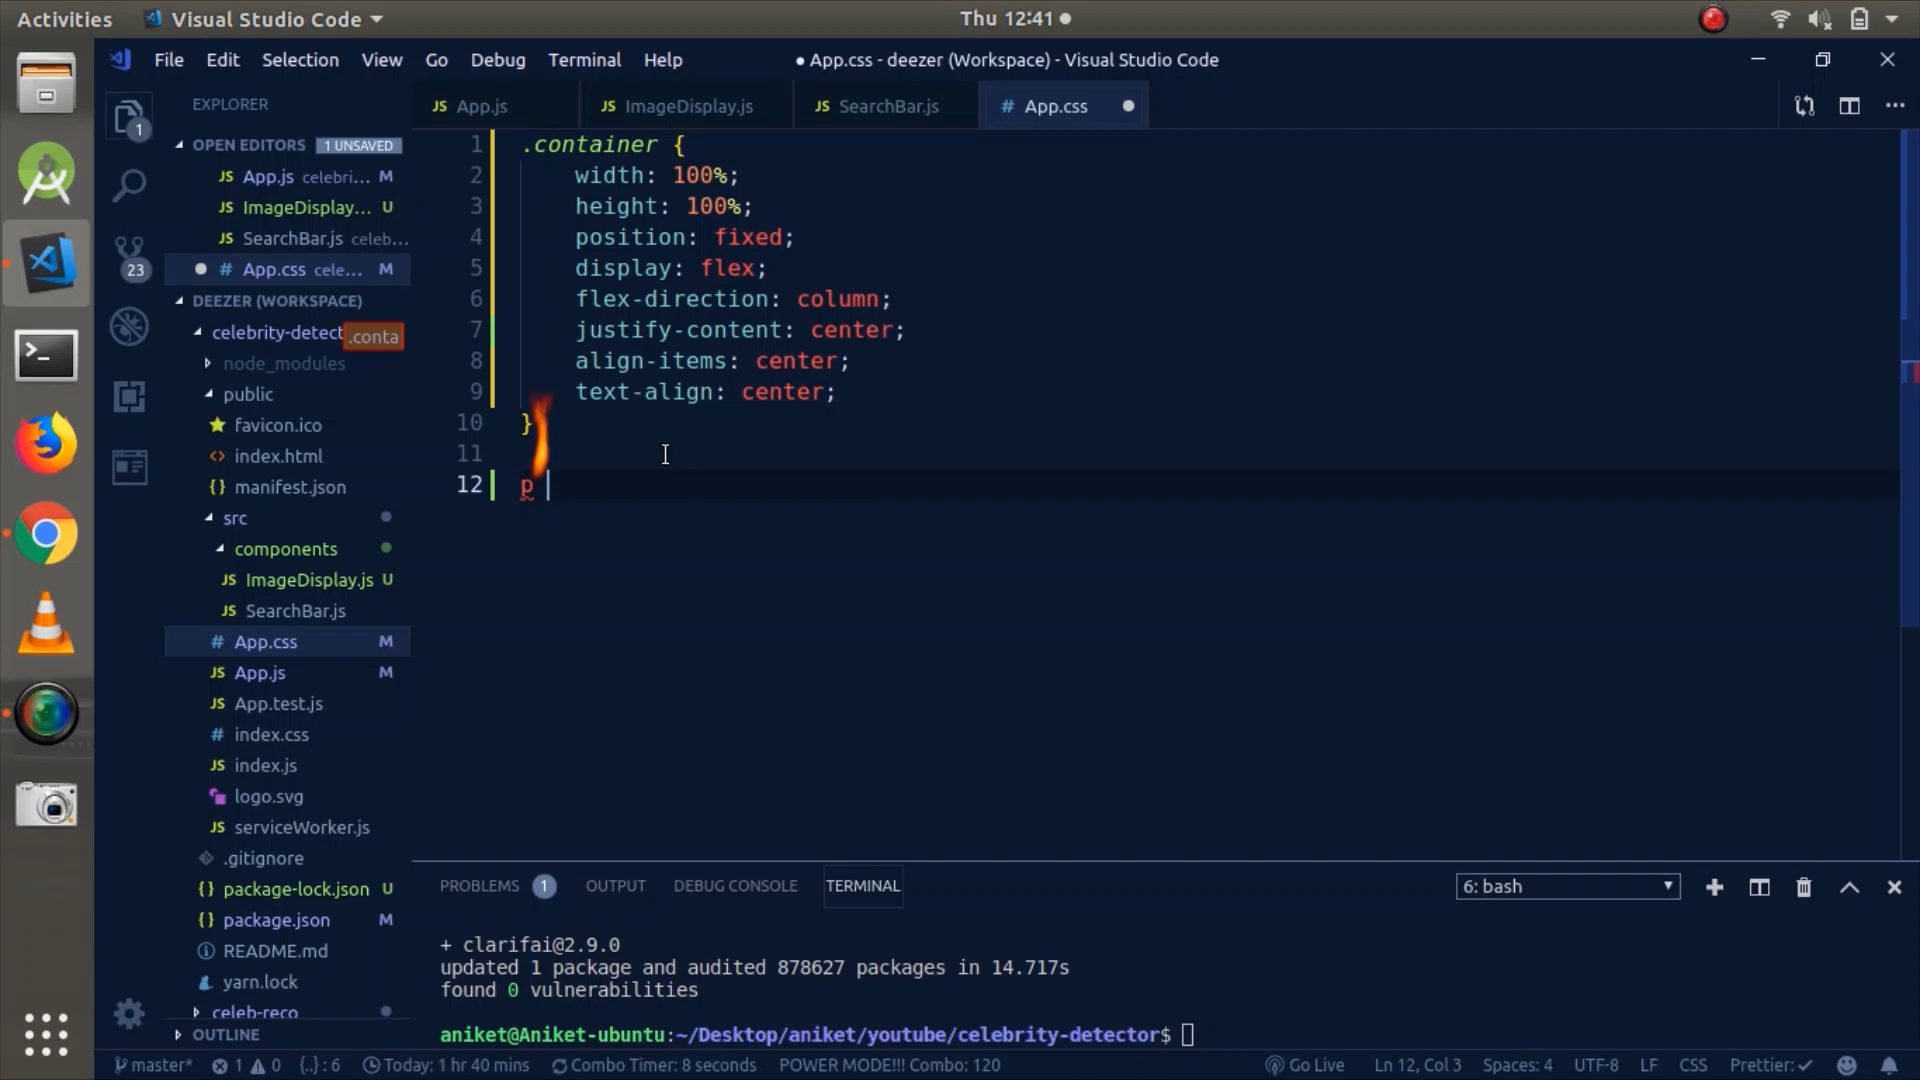 Activities
Visual Studio Code
Thu 12:41
File Edit Selection View Go Debug Terminal Help
● App.css - deezer (Workspace) - Visual Studio Code
EXPLORER
1
OPEN EDITORS 1 UNSAVED
JS App.js celebri... M
JS ImageDisplay... U
JS SearchBar.js celeb...
# App.css cele... M
23
DEEZER (WORKSPACE)
celebrity-detect
.conta
node_modules
public
favicon.ico
<> index.html
{} manifest.json
src
components
JS ImageDisplay.js U
JS SearchBar.js
# App.css M
JS App.js M
JS App.test.js
# index.css
JS index.js
logo.svg
JS serviceWorker.js
.gitignore
{} package-lock.json U
{} package.json M
README.md
yarn.lock
celeb-reco
OUTLINE
JS App.js
JS ImageDisplay.js
JS SearchBar.js
# App.css
1 .container {
2 width: 100%;
3 height: 100%;
4 position: fixed;
5 display: flex;
6 flex-direction: column;
7 justify-content: center;
8 align-items: center;
9 text-align: center;
10 }
11
12 p
PROBLEMS 1 OUTPUT DEBUG CONSOLE TERMINAL
6: bash
+ clarifai@2.9.0
updated 1 package and audited 878627 packages in 14.717s
found 0 vulnerabilities
aniket@Aniket-ubuntu:~/Desktop/aniket/youtube/celebrity-detector$
master* 1 0 {..}: 6 Today: 1 hr 40 mins Combo Timer: 8 seconds POWER MODE!!! Combo: 120
Go Live Ln 12, Col 3 Spaces: 4 UTF-8 LF CSS Prettier: ✓